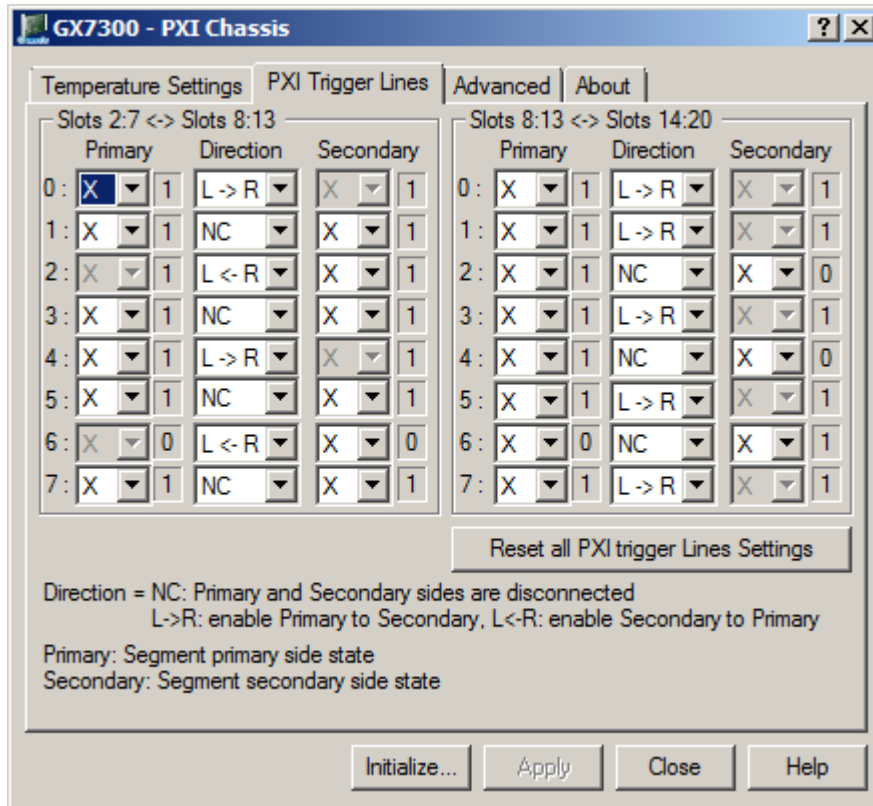 GX7300 - PXI Chassis
Temperature Settings PXI Trigger Lines Advanced About
Slots 2:7 <-> Slots 8:13 Slots 8:13 <-> Slots 14:20
Primary Direction Secondary Primary Direction Secondary
0: X 1 L -> R X 1 0: X 1 L -> R X 1
1: X 1 NC X 1 1: X 1 L -> R X 1
2: X 1 L <- R X 1 2: X 1 NC X 0
3: X 1 NC X 1 3: X 1 L -> R X 1
4: X 1 L -> R X 1 4: X 1 NC X 0
5: X 1 NC X 1 5: X 1 L -> R X 1
6: X 0 L <- R X 0 6: X 0 NC X 1
7: X 1 NC X 1 7: X 1 L -> R X 1
Reset all PXI trigger Lines Settings
Direction = NC: Primary and Secondary sides are disconnected
L->R: enable Primary to Secondary, L<-R: enable Secondary to Primary
Primary: Segment primary side state
Secondary: Segment secondary side state
Initialize... Apply Close Help